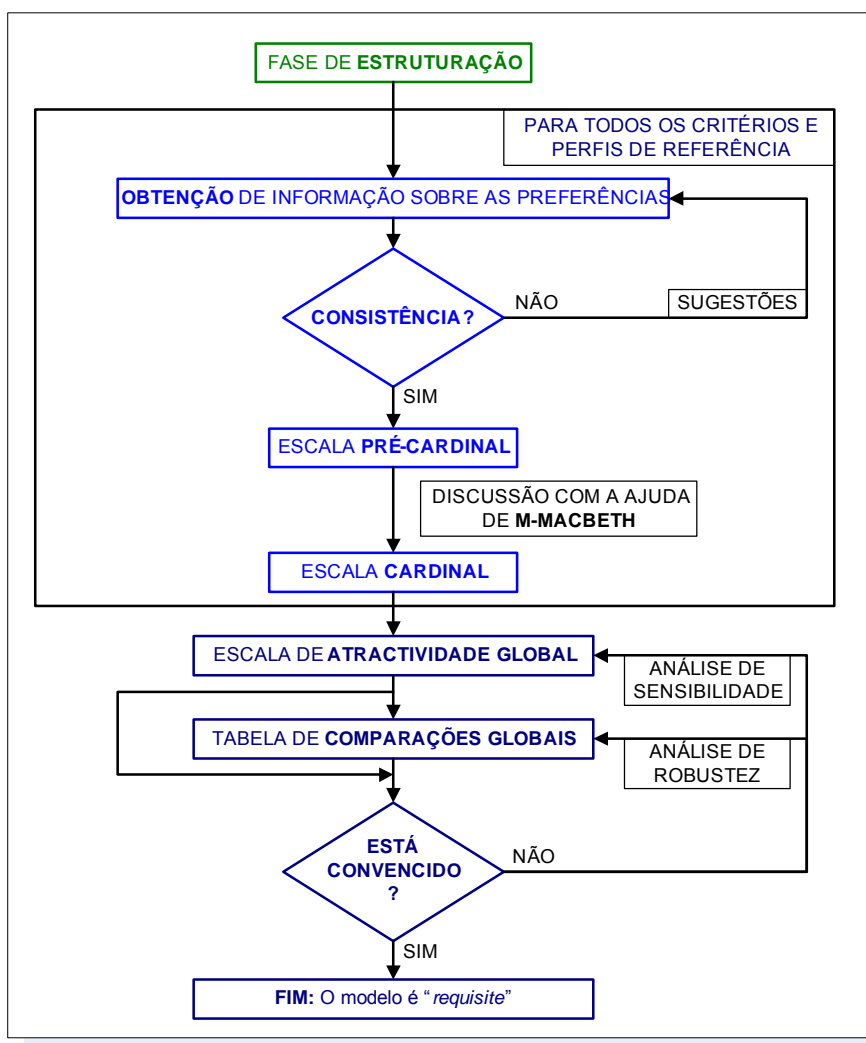 FASE DE ESTRUTURAÇÃO
PARA TODOS OS CRITÉRIOS E
PERFIS DE REFERÊNCIA
OBTENÇÃO DE INFORMAÇÃO SOBRE AS PREFERÊNCIAS
CONSISTÊNCIA?
NÃO
SUGESTÕES
SIM
ESCALA PRÉ-CARDINAL
DISCUSSÃO COM A AJUDA
DE M-MACBETH
ESCALA CARDINAL
ESCALA DE ATRACTIVIDADE GLOBAL
ANÁLISE DE
SENSIBILIDADE
TABELA DE COMPARAÇÕES GLOBAIS
ANÁLISE DE
ROBUSTEZ
ESTÁ
CONVENCIDO
?
NÃO
SIM
FIM: O modelo é “requisite”